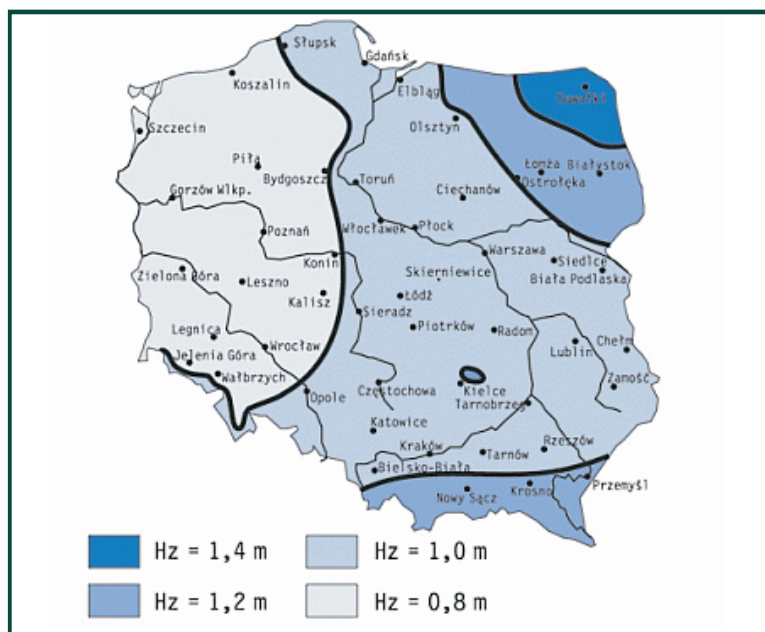 Słupsk
Gdańsk
Koszalin
Elbląg
Suwałki
Szczecin
Olsztyn
Piła
Bydgoszcz
Toruń
Łomża
Białystok
Ostrołęka
Gorzów Wlkp.
Ciechanów
Włocławek
Płock
Poznań
Warszawa
Konin
Siedlce
Zielona Góra
Leszno
Skierniewice
Biała Podlaska
Kalisz
Łódź
Sieradz
Piotrków
Radom
Legnica
Wrocław
Lublin
Chełm
Jelenia Góra
Wałbrzych
Opole
Częstochowa
Kielce
Zamość
Tarnobrzeg
Katowice
Kraków
Tarnów
Rzeszów
Bielsko-Biała
Nowy Sącz
Krosno
Przemyśl
Hz = 1,4 m
Hz = 1,0 m
Hz = 1,2 m
Hz = 0,8 m